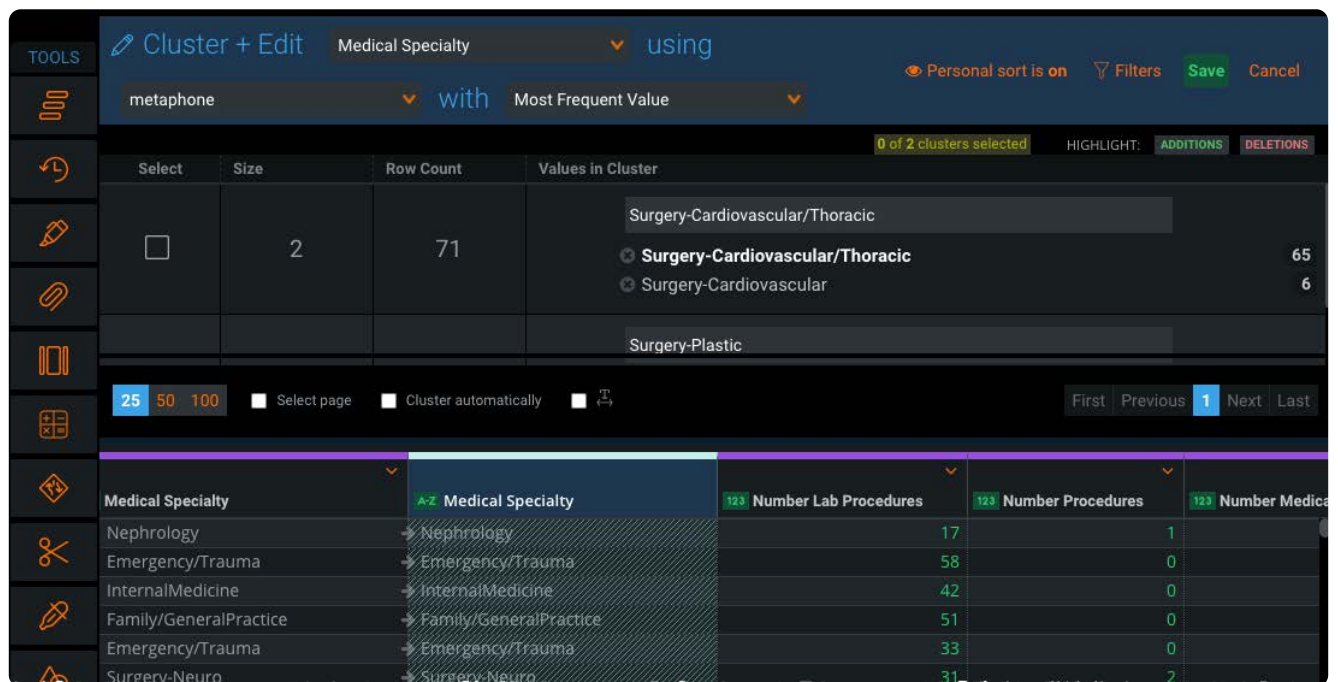 TOOLS
Cluster + Edit Medical Specialty using
metaphone with Most Frequent Value
Personal sort is on Filters Save Cancel
0 of 2 clusters selected HIGHLIGHT: ADDITIONS DELETIONS
Select Size Row Count Values in Cluster
Surgery-Cardiovascular/Thoracic
2 71
Surgery-Cardiovascular/Thoracic 65
Surgery-Cardiovascular 6
Surgery-Plastic
25 50 100 Select page Cluster automatically T First Previous 1 Next Last
Medical Specialty A-Z Medical Specialty 123 Number Lab Procedures 123 Number Procedures 123 Number Medica
Nephrology Nephrology 17 1
Emergency/Trauma Emergency/Trauma 58 0
InternalMedicine InternalMedicine 42 0
Family/GeneralPractice Family/GeneralPractice 51 0
Emergency/Trauma Emergency/Trauma 33 0
Surgery-Neuro Surgery-Neuro 31 2